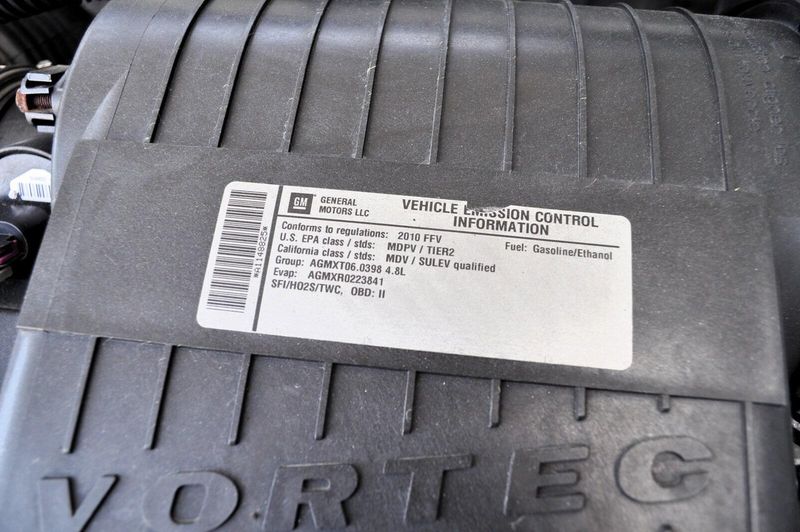 GM
GENERAL
MOTORS LLC
VEHICLE EMISSION CONTROL
INFORMATION
Conforms to regulations: 2010 FFV
Fuel: Gasoline/Ethanol
U.S. EPA class / stds: MDPV / TIER2
California class / stds: MDV / SULEV qualified
Group: AGMXT06.0398 4.8L
Evap: AGMXR0223841
SFI/HO2S/TWC, OBD: II
*A1148825*
VORTEC